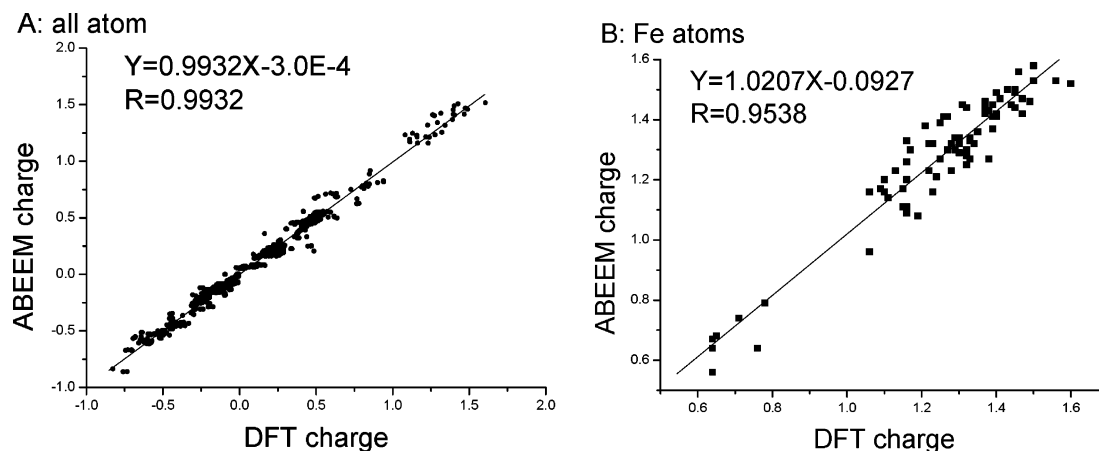 A: all atom
Y=0.9932X-3.0E-4
R=0.9932
2.0
1.5
1.0
0.5
0.0
-0.5
-1.0
-1.0
-0.5
0.0
0.5
1.0
1.5
2.0
ABEEM charge
DFT charge
B: Fe atoms
Y=1.0207X-0.0927
R=0.9538
1.6
1.4
1.2
1.0
0.8
0.6
0.6
0.8
1.0
1.2
1.4
1.6
ABEEM charge
DFT charge